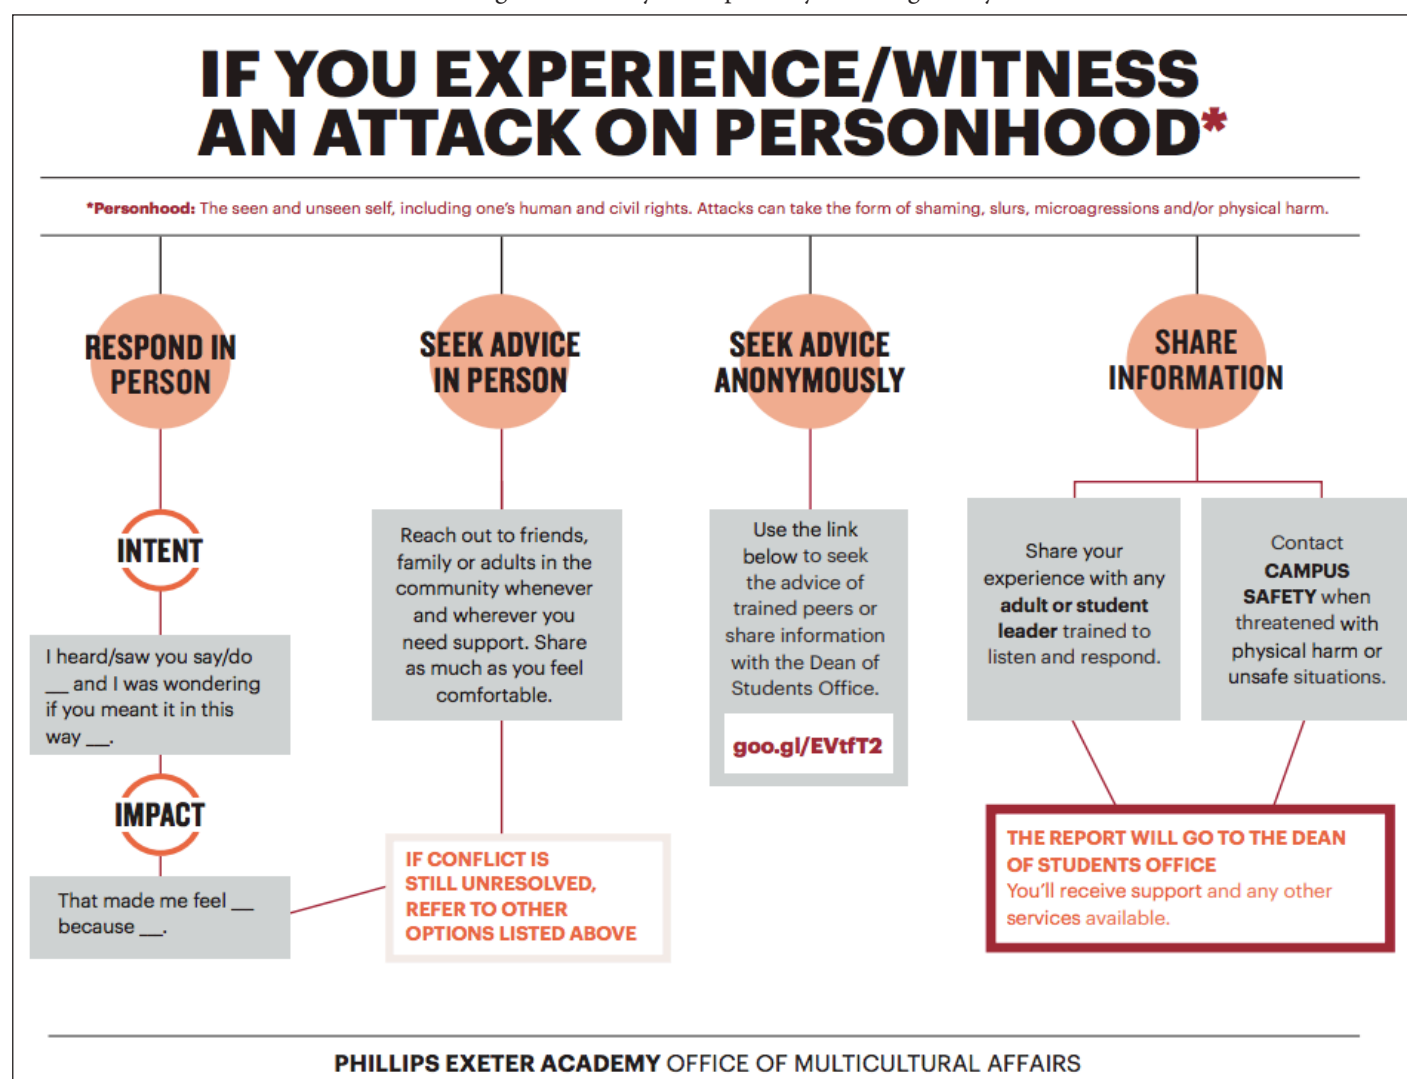 IF YOU EXPERIENCE/WITNESS
AN ATTACK ON PERSONHOOD*
*Personhood: The seen and unseen self, including one's human and civil rights. Attacks can take the form of shaming, slurs, microagressions and/or physical harm.
RESPOND IN
PERSON
INTENT
I heard/saw you say/do
__ and I was wondering
if you meant it in this
way __.
IMPACT
That made me feel __
because __.
SEEK ADVICE
IN PERSON
Reach out to friends,
family or adults in the
community whenever
and wherever you
need support. Share
as much as you feel
comfortable.
IF CONFLICT IS
STILL UNRESOLVED,
REFER TO OTHER
OPTIONS LISTED ABOVE
SEEK ADVICE
ANONYMOUSLY
Use the link
below to seek
the advice of
trained peers or
share information
with the Dean of
Students Office.
goo.gl/EVtfT2
SHARE
INFORMATION
Share your
experience with any
adult or student
leader trained to
listen and respond.
Contact
CAMPUS
SAFETY when
threatened with
physical harm or
unsafe situations.
THE REPORT WILL GO TO THE DEAN
OF STUDENTS OFFICE
You'll receive support and any other
services available.
PHILLIPS EXETER ACADEMY OFFICE OF MULTICULTURAL AFFAIRS